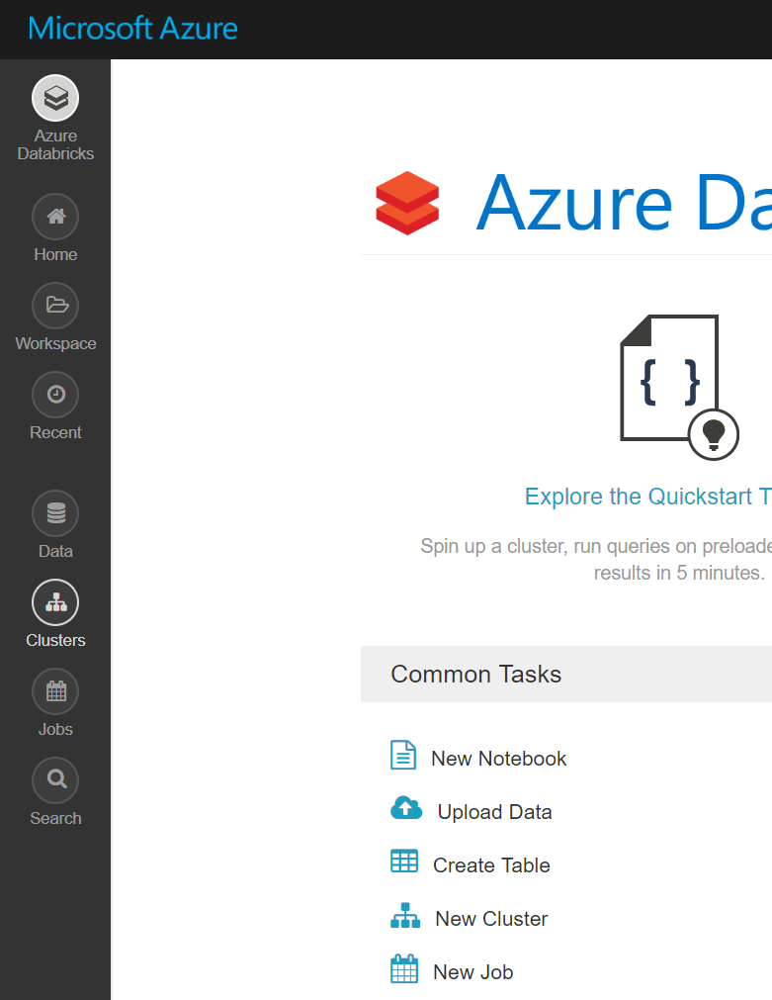 Microsoft Azure
Azure
Databricks
Home
Workspace
Recent
Data
Clusters
Jobs
Search
Azure Da
{ }
Explore the Quickstart T
Spin up a cluster, run queries on preloade
results in 5 minutes.
Common Tasks
New Notebook
Upload Data
Create Table
New Cluster
New Job